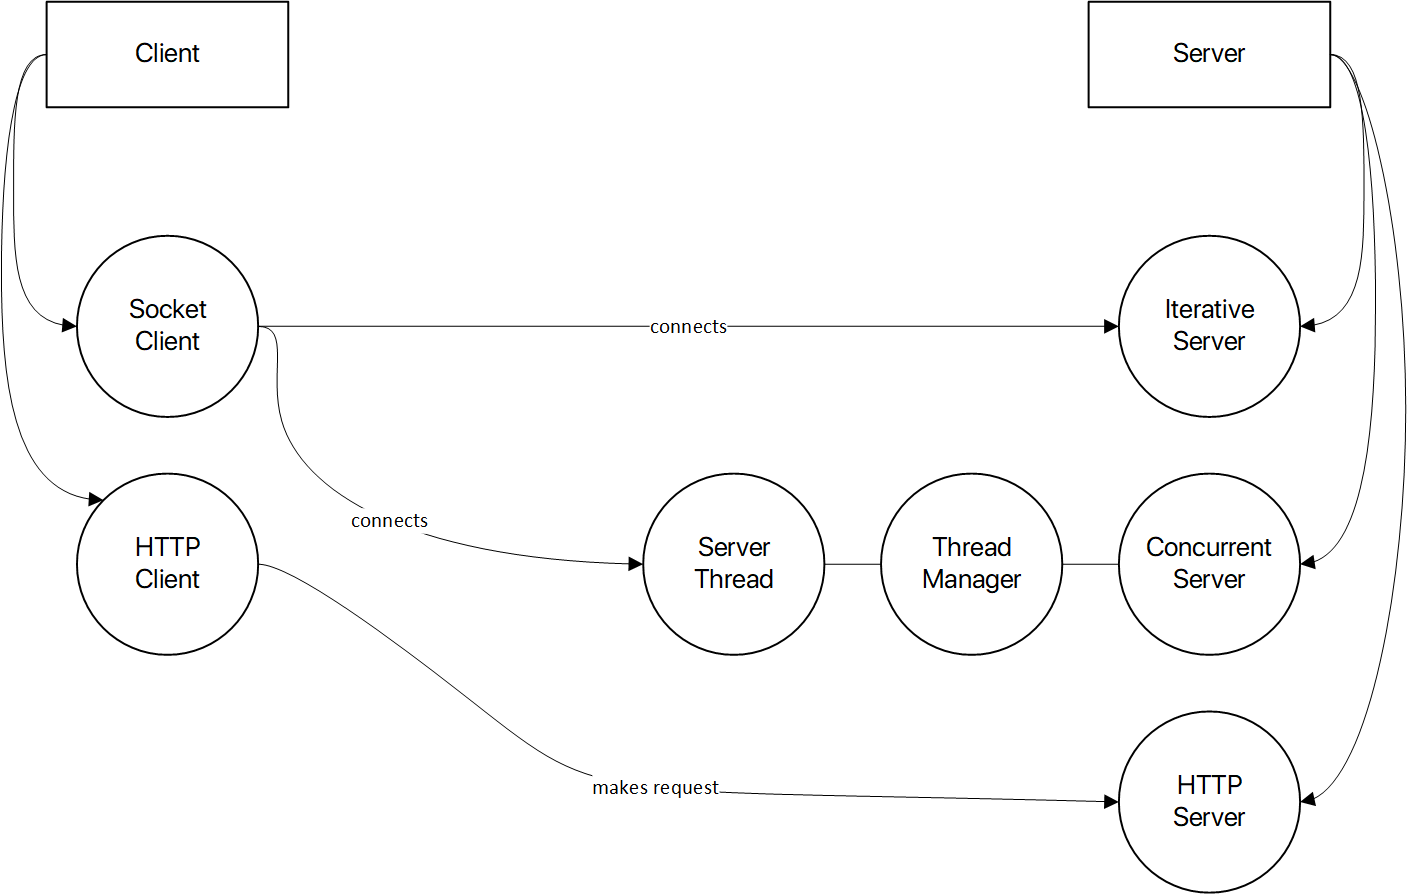 Client
Server
Socket
Client
connects
Iterative
Server
connects
HTTP
Client
Server
Thread
Thread
Manager
Concurrent
Server
makes request
HTTP
Server